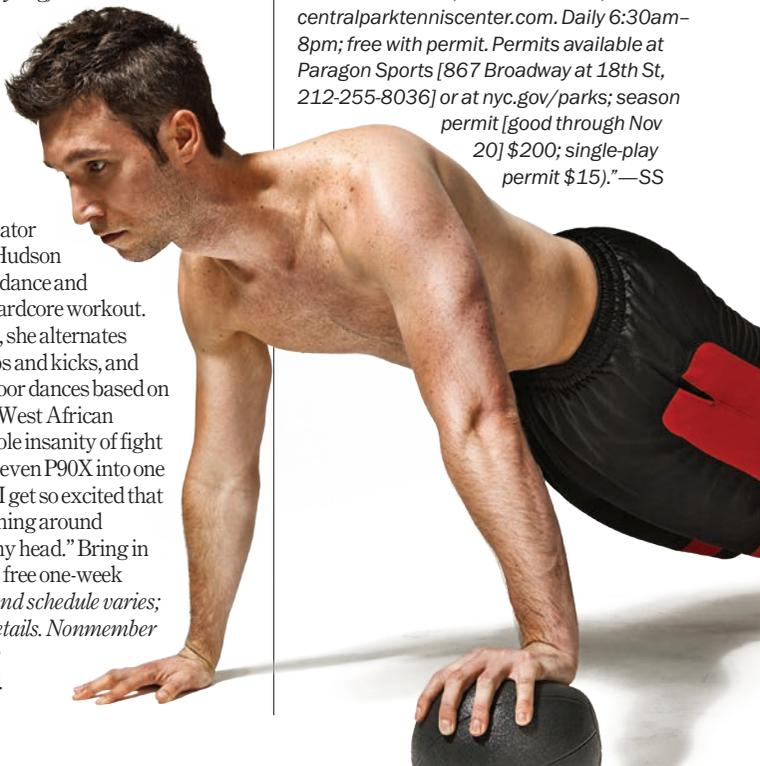 ator
Hudson
dance and
ardcore workout.
, she alternates
s and kicks, and
oor dances based on
West African
ole insanity of fight
even P90X into one
I get so excited that
ning around
ny head.” Bring in
free one-week
nd schedule varies;
etails. Nonmember
centralparktenniscenter.com. Daily 6:30am–
8pm; free with permit. Permits available at
Paragon Sports [867 Broadway at 18th St,
212-255-8036] or at nyc.gov/parks; season
permit [good through Nov
20] $200; single-play
permit $15).”—SS